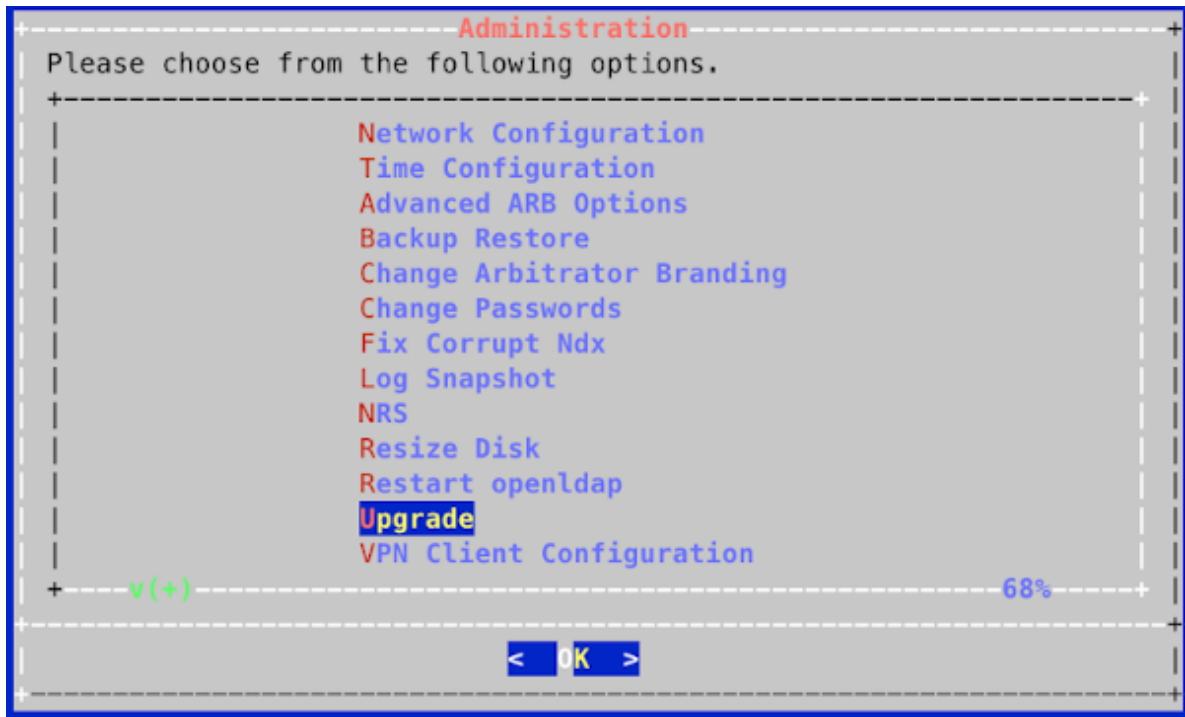 Administration
Please choose from the following options.
Network Configuration
Time Configuration
Advanced ARB Options
Backup Restore
Change Arbitrator Branding
Change Passwords
Fix Corrupt Ndx
Log Snapshot
NRS
Resize Disk
Restart openldap
Upgrade
VPN Client Configuration
v(+) 68%
< OK >